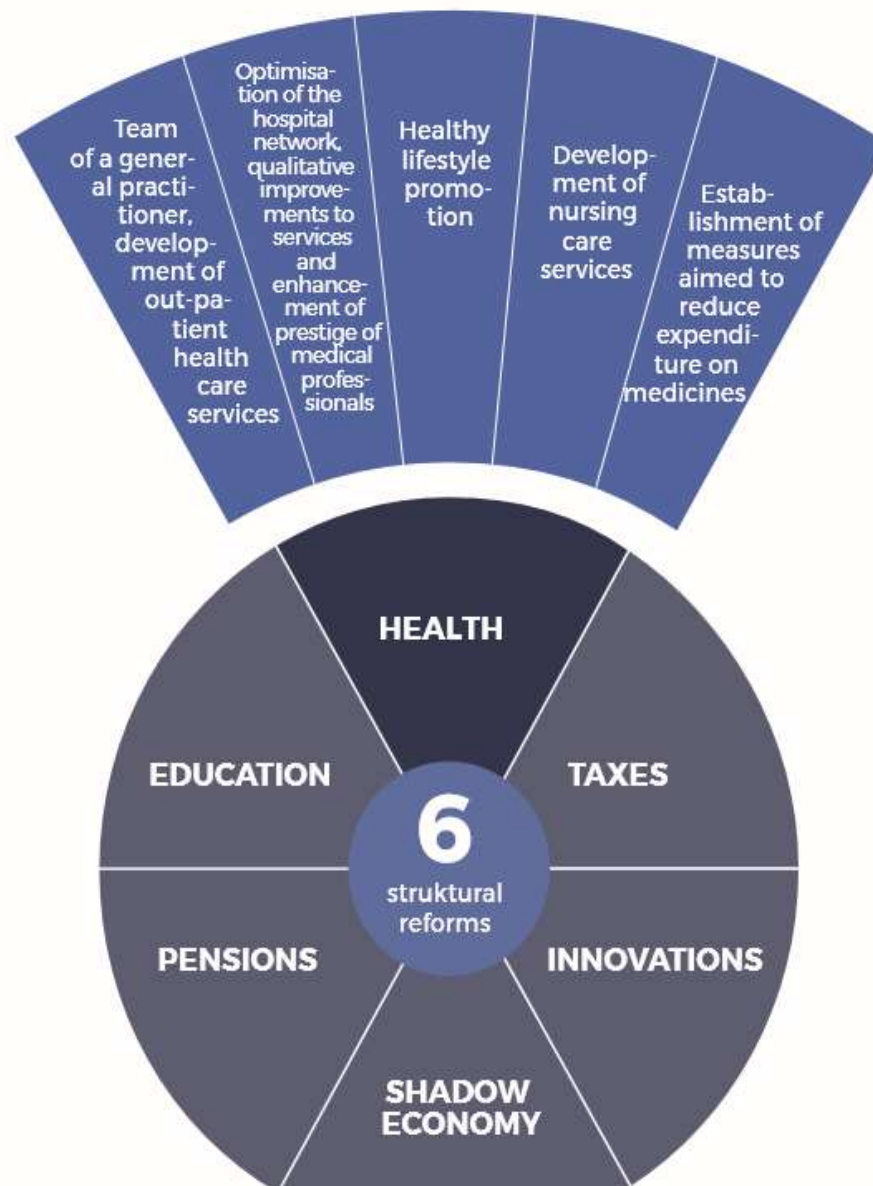 Team
of a gener-
al practi-
tioner,
develop-
ment of
out-pa-
tient
health
care
services
Optimisa-
tion of the
hospital
network,
qualitative
improve-
ments to
services
and
enhance-
ment of
prestige of
medical
profes-
sionals
Healthy
lifestyle
promo-
tion
Develop-
ment of
nursing
care
services
Estab-
lishment of
measures
aimed to
reduce
expendi-
ture on
medicines
HEALTH
EDUCATION
TAXES
6
struktural
reforms
PENSIONS
INNOVATIONS
SHADOW
ECONOMY